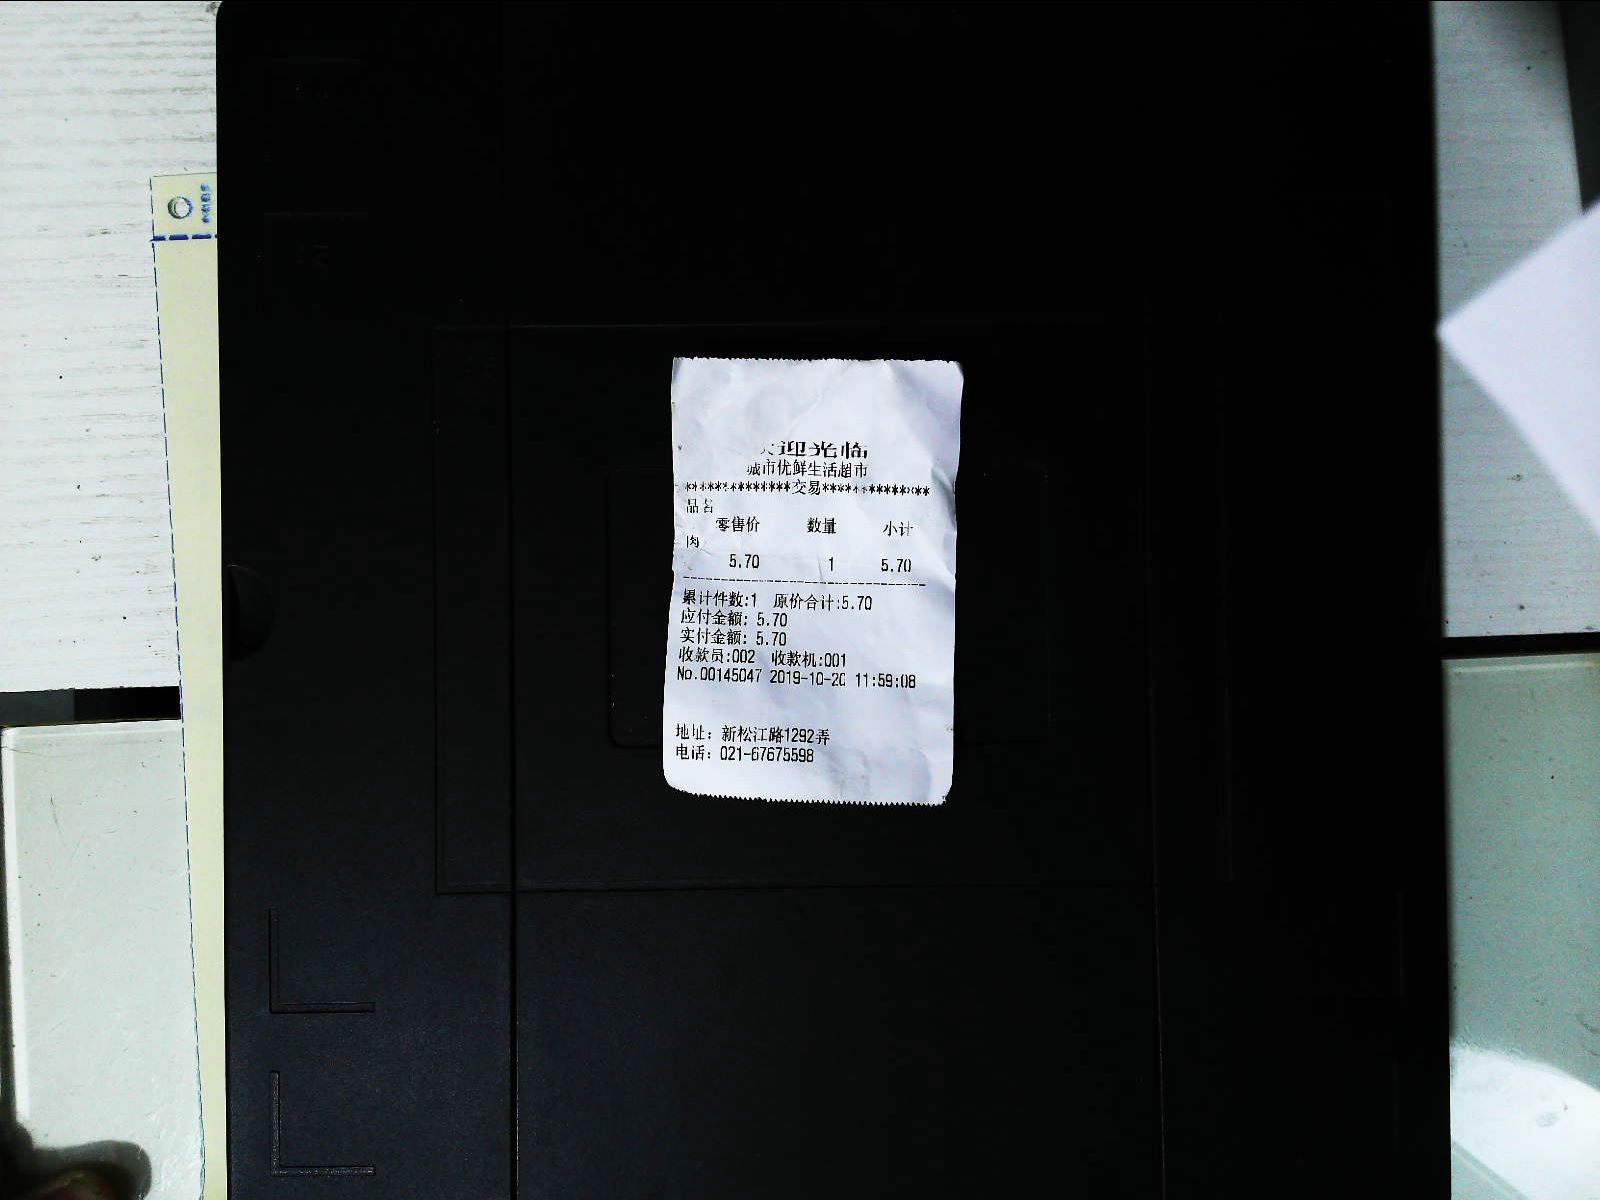 迎光临
城市优鲜生活超市
**************交易**************
品名
零售价 数量 小计
肉
5.70 1 5.70
--------------------------------
累计件数:1 原价合计:5.70
应付金额: 5.70
实付金额: 5.70
收款员:002 收款机:001
No.00145047 2019-10-20 11:59:08
地址: 新松江路1292弄
电话: 021-67675598